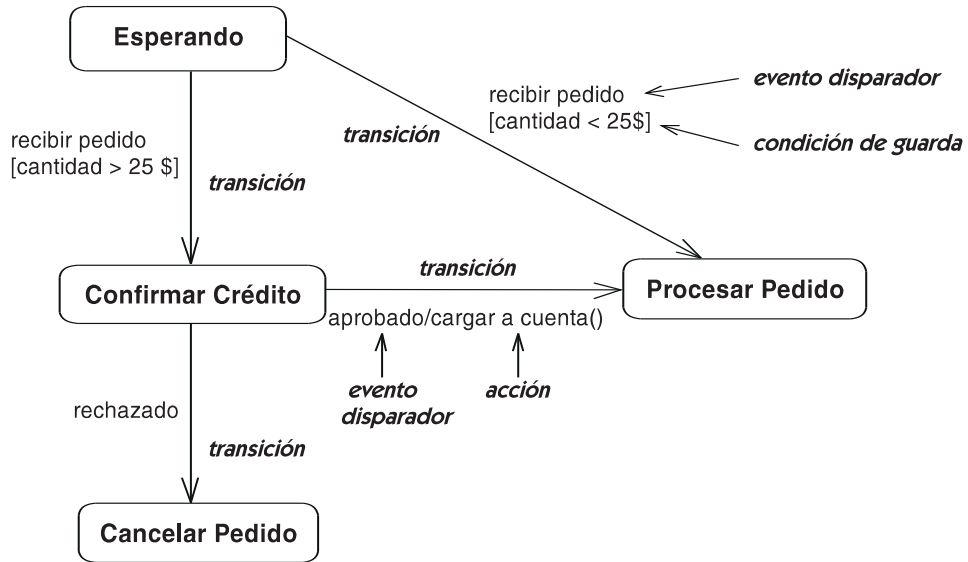 Esperando
recibir pedido
[cantidad < 25$]
evento disparador
condición de guarda
transición
recibir pedido
[cantidad > 25 $]
transición
transición
Confirmar Crédito
Procesar Pedido
aprobado/cargar a cuenta()
evento
disparador
acción
rechazado
transición
Cancelar Pedido